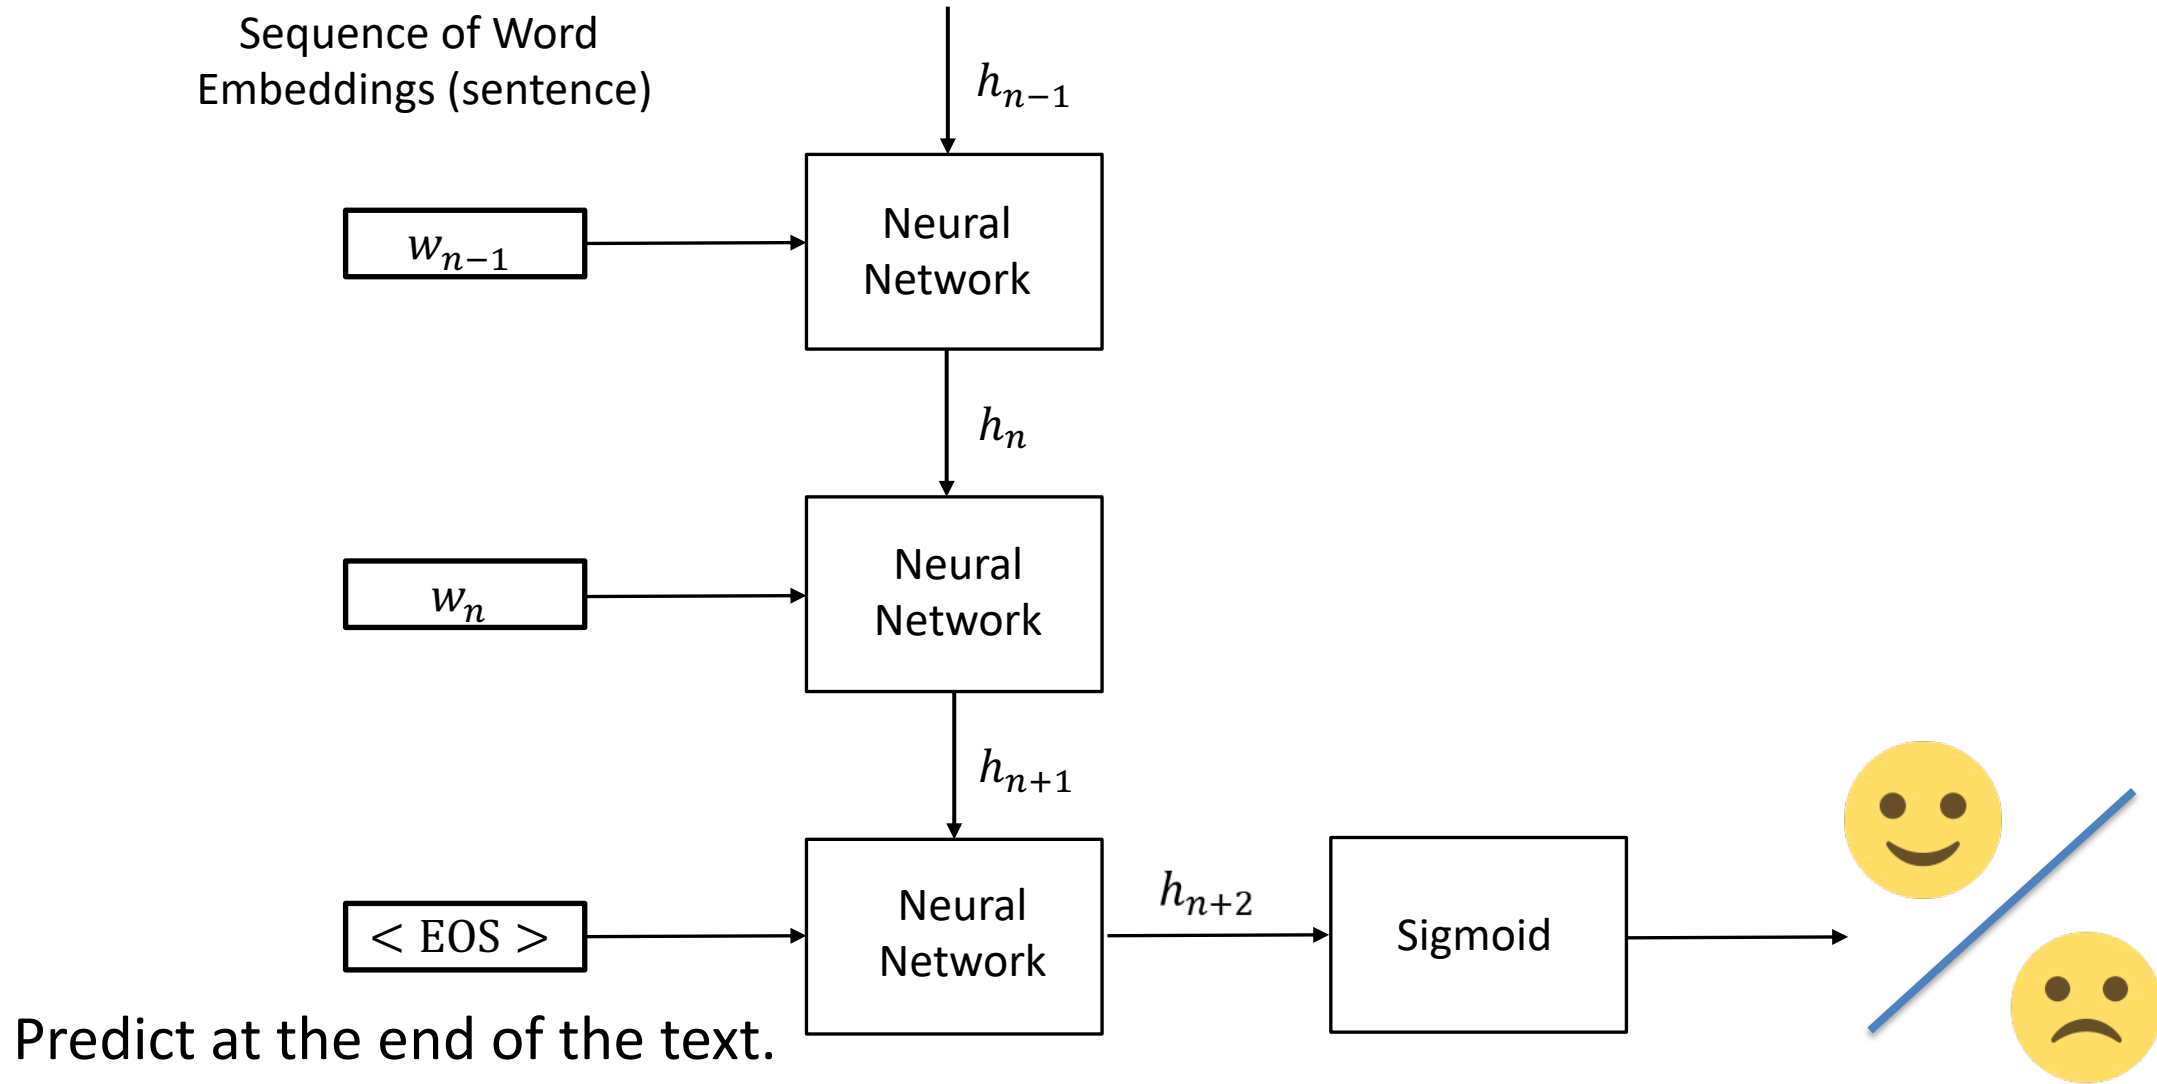 Sequence of Word
Embeddings (sentence)
h_{n−1}
w_{n−1}
Neural
Network
h_n
w_n
Neural
Network
h_{n+1}
< EOS >
Neural
Network
h_{n+2}
Sigmoid
Predict at the end of the text.